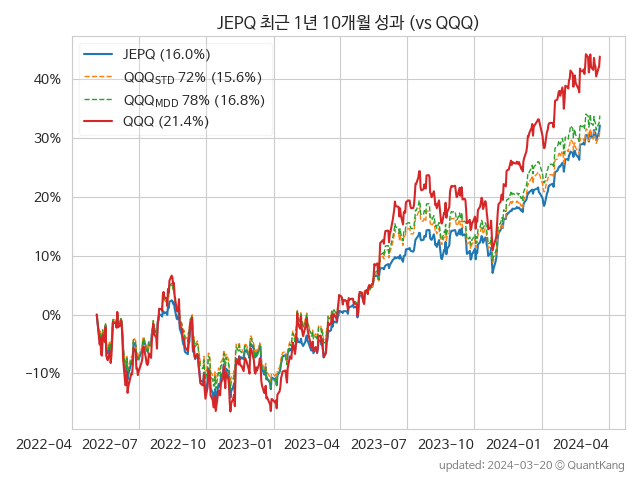 JEPQ 최근 1년 10개월 성과 (vs QQQ)
JEPQ (16.0%)
QQQSTD 72% (15.6%)
QQQMDD 78% (16.8%)
QQQ (21.4%)
40%
30%
20%
10%
0%
−10%
2022-04 2022-07 2022-10 2023-01 2023-04 2023-07 2023-10 2024-01 2024-04
updated: 2024-03-20 © QuantKang